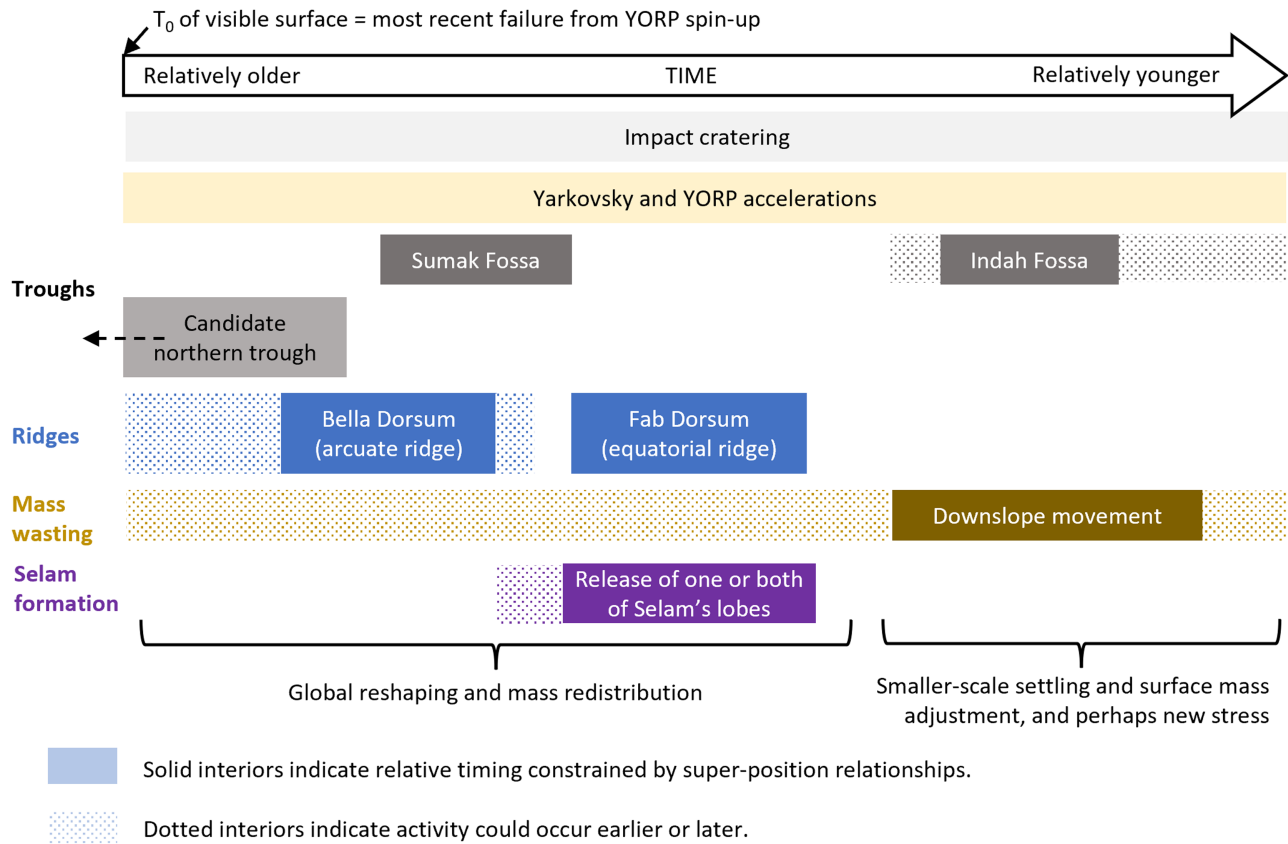 T0 of visible surface = most recent failure from YORP spin-up
Relatively older
TIME
Relatively younger
Impact cratering
Yarkovsky and YORP accelerations
Troughs
Sumak Fossa
Indah Fossa
Candidate
northern trough
Ridges
Bella Dorsum
(arcuate ridge)
Fab Dorsum
(equatorial ridge)
Mass
wasting
Downslope movement
Selam
formation
Release of one or both
of Selam’s lobes
Global reshaping and mass redistribution
Smaller-scale settling and surface mass
adjustment, and perhaps new stress
Solid interiors indicate relative timing constrained by super-position relationships.
Dotted interiors indicate activity could occur earlier or later.